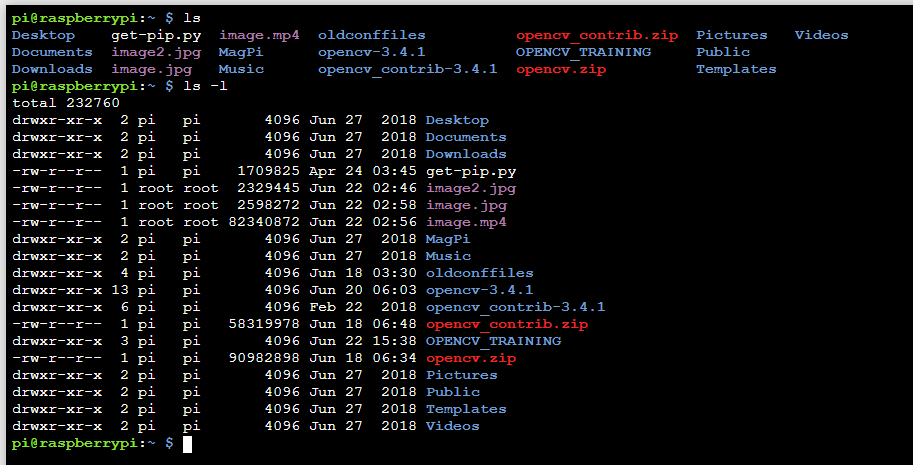 pi@raspberrypi:~ $ ls
Desktop    get-pip.py  image.mp4  oldconffiles          opencv_contrib.zip  Pictures   Videos
Documents  image2.jpg  MagPi      opencv-3.4.1          OPENCV_TRAINING     Public
Downloads  image.jpg   Music      opencv_contrib-3.4.1  opencv.zip          Templates
pi@raspberrypi:~ $ ls -l
total 232760
drwxr-xr-x  2 pi   pi       4096 Jun 27  2018 Desktop
drwxr-xr-x  2 pi   pi       4096 Jun 27  2018 Documents
drwxr-xr-x  2 pi   pi       4096 Jun 27  2018 Downloads
-rw-r--r--  1 pi   pi    1709825 Apr 24 03:45 get-pip.py
-rw-r--r--  1 root root  2329445 Jun 22 02:46 image2.jpg
-rw-r--r--  1 root root  2598272 Jun 22 02:58 image.jpg
-rw-r--r--  1 root root 82340872 Jun 22 02:56 image.mp4
drwxr-xr-x  2 pi   pi       4096 Jun 27  2018 MagPi
drwxr-xr-x  2 pi   pi       4096 Jun 27  2018 Music
drwxr-xr-x  4 pi   pi       4096 Jun 18 03:30 oldconffiles
drwxr-xr-x 13 pi   pi       4096 Jun 20 06:03 opencv-3.4.1
drwxr-xr-x  6 pi   pi       4096 Feb 22  2018 opencv_contrib-3.4.1
-rw-r--r--  1 pi   pi   58319978 Jun 18 06:48 opencv_contrib.zip
drwxr-xr-x  3 pi   pi       4096 Jun 22 15:38 OPENCV_TRAINING
-rw-r--r--  1 pi   pi   90982898 Jun 18 06:34 opencv.zip
drwxr-xr-x  2 pi   pi       4096 Jun 27  2018 Pictures
drwxr-xr-x  2 pi   pi       4096 Jun 27  2018 Public
drwxr-xr-x  2 pi   pi       4096 Jun 27  2018 Templates
drwxr-xr-x  2 pi   pi       4096 Jun 27  2018 Videos
pi@raspberrypi:~ $